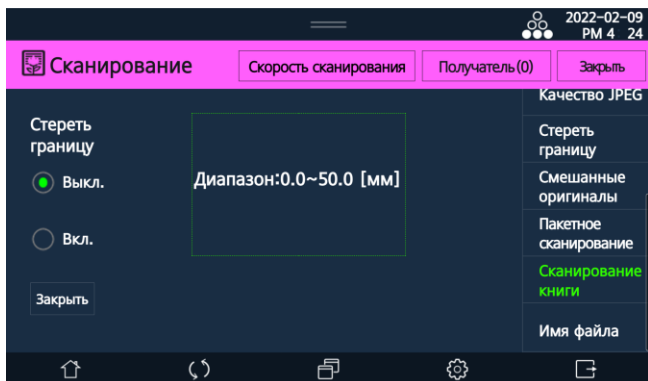 2022-02-09
PM 4 24
Сканирование
Скорость сканирования
Получатель(0)
Закрыть
Стереть
границу
Выкл.
Вкл.
Закрыть
Диапазон:0.0~50.0 [мм]
Качество JPEG
Стереть
границу
Смешанные
оригиналы
Пакетное
сканирование
Сканирование
книги
Имя файла